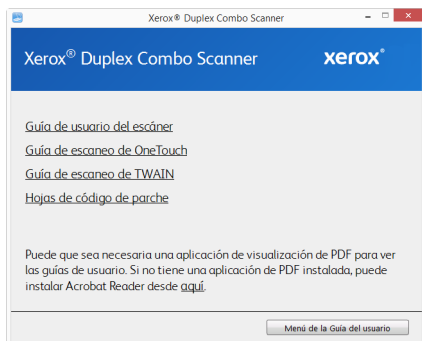 Xerox® Duplex Combo Scanner
Xerox® Duplex Combo Scanner
xerox®
Guía de usuario del escáner
Guía de escaneo de OneTouch
Guía de escaneo de TWAIN
Hojas de código de parche
Puede que sea necesaria una aplicación de visualización de PDF para ver
las guías de usuario. Si no tiene una aplicación de PDF instalada, puede
instalar Acrobat Reader desde aquí.
Menú de la Guía del usuario